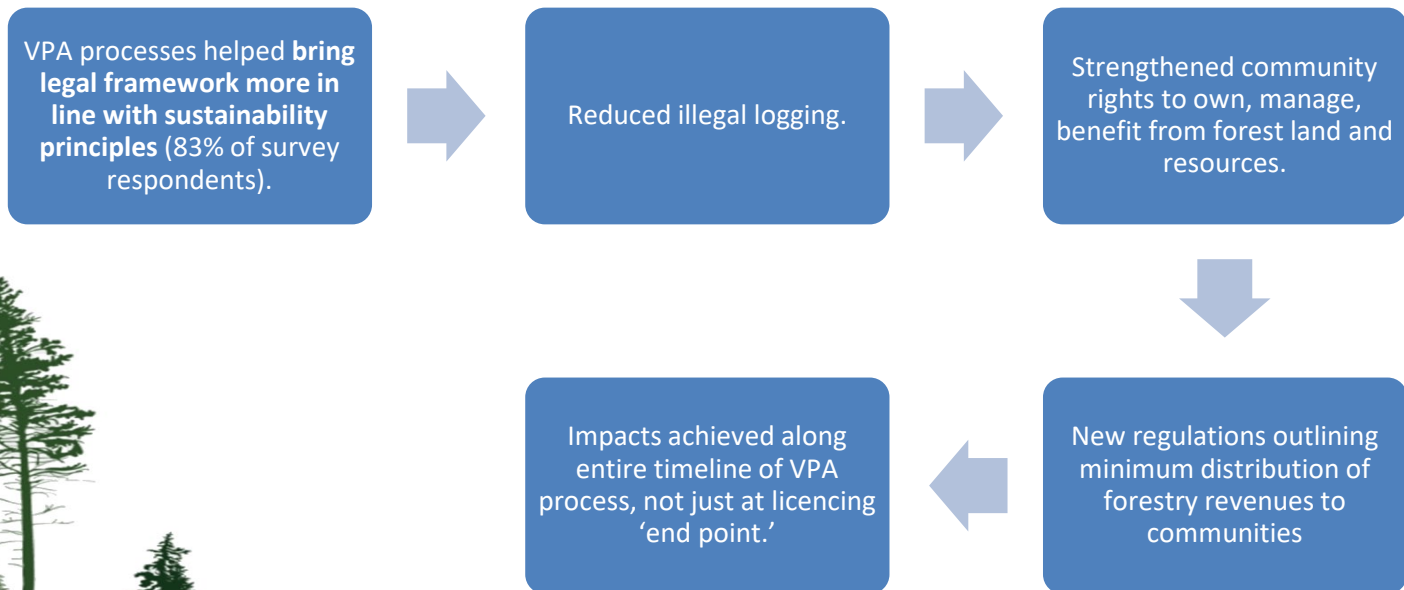 VPA processes helped bring
legal framework more in
line with sustainability
principles (83% of survey
respondents).
Reduced illegal logging.
Strengthened community
rights to own, manage,
benefit from forest land and
resources.
New regulations outlining
minimum distribution of
forestry revenues to
communities
Impacts achieved along
entire timeline of VPA
process, not just at licencing
‘end point.’